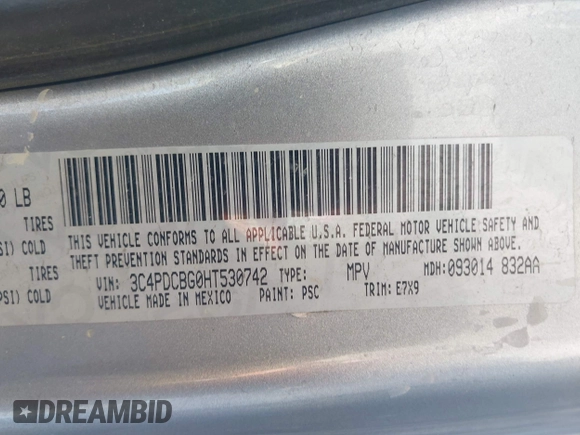 0 LB
TIRES
SI) COLD
TIRES
PSI) COLD
THIS VEHICLE CONFORMS TO ALL APPLICABLE U.S.A. FEDERAL MOTOR VEHICLE SAFETY AND
THEFT PREVENTION STANDARDS IN EFFECT ON THE DATE OF MANUFACTURE SHOWN ABOVE.
VIN: 3C4PDCBG0HT530742 TYPE: MPV MDH: 093014 832AA
VEHICLE MADE IN MEXICO PAINT: PSC TRIM: E7X9
DREAMBID